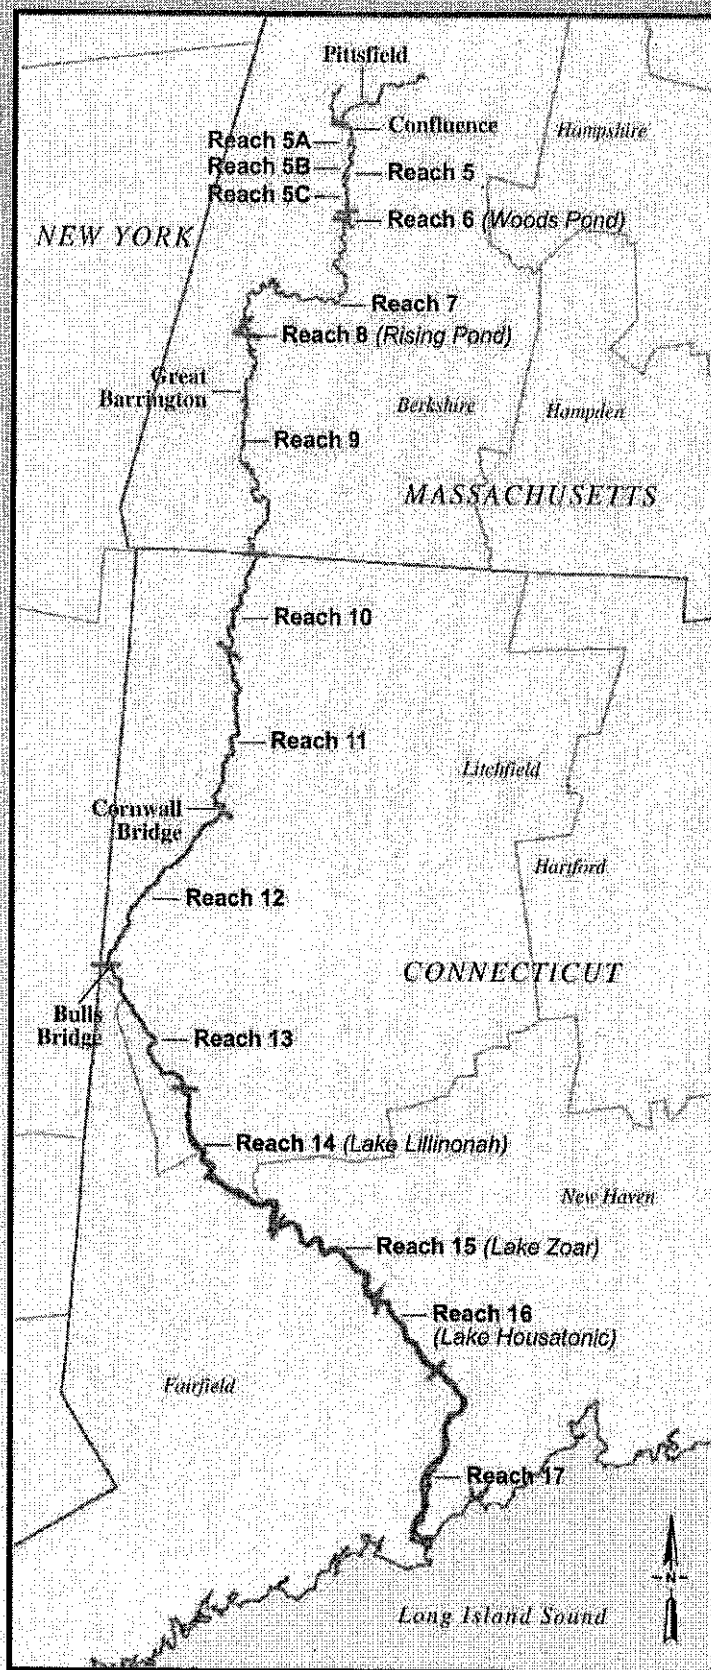 Pittsfield
Confluence
Hampshire
Reach 5A
Reach 5B
Reach 5
Reach 5C
Reach 6 (Woods Pond)
NEW YORK
Reach 7
Reach 8 (Rising Pond)
Great
Barrington
Berkshire
Hampden
Reach 9
MASSACHUSETTS
Reach 10
Reach 11
Litchfield
Cornwall
Bridge
Hartford
Reach 12
CONNECTICUT
Bulls
Bridge
Reach 13
Reach 14 (Lake Lillinonah)
New Haven
Reach 15 (Lake Zoar)
Reach 16
(Lake Housatonic)
Fairfield
Reach 17
N
Long Island Sound